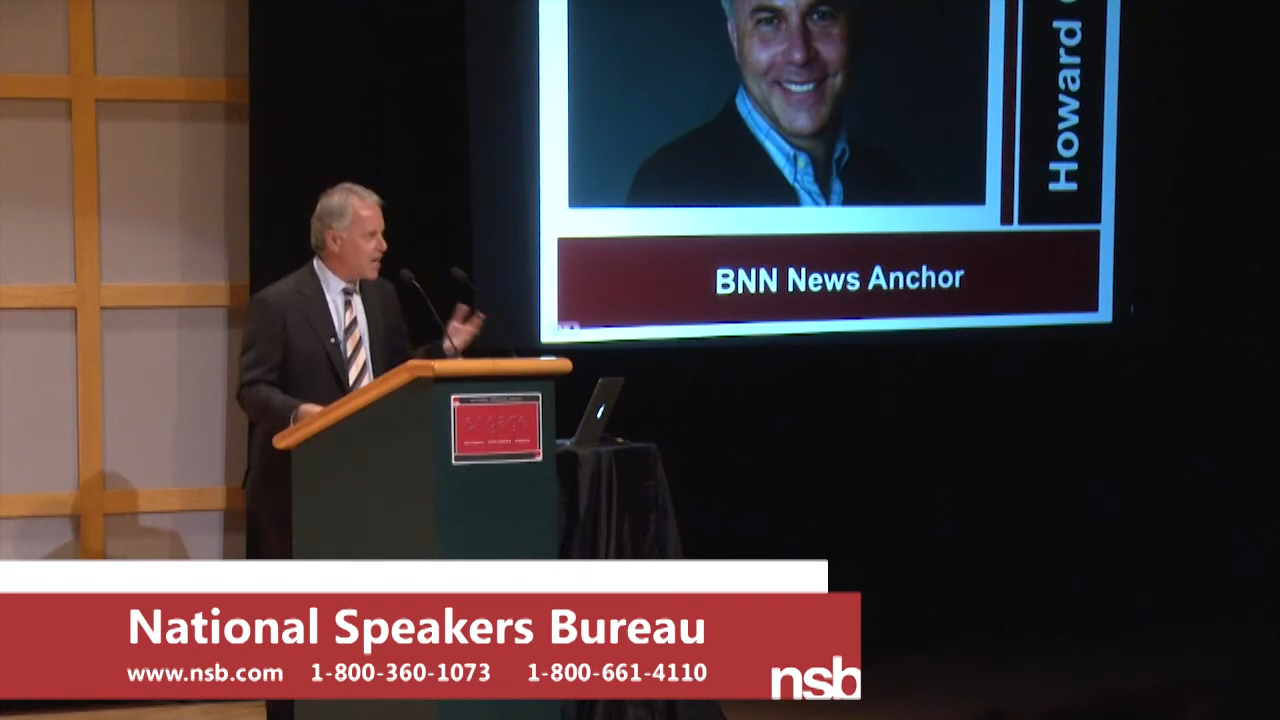 Howard
BNN News Anchor
engage
National Speakers Bureau
www.nsb.com 1-800-360-1073 1-800-661-4110
nsb